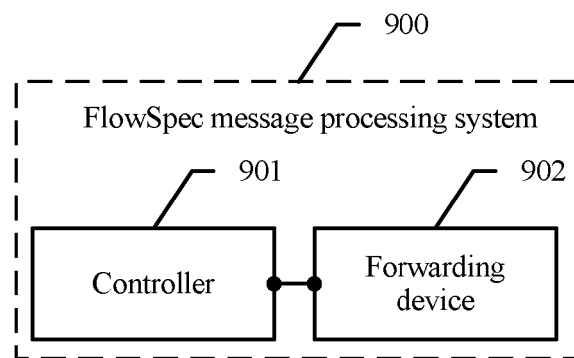 900
FlowSpec message processing system
901
902
Controller
Forwarding
device